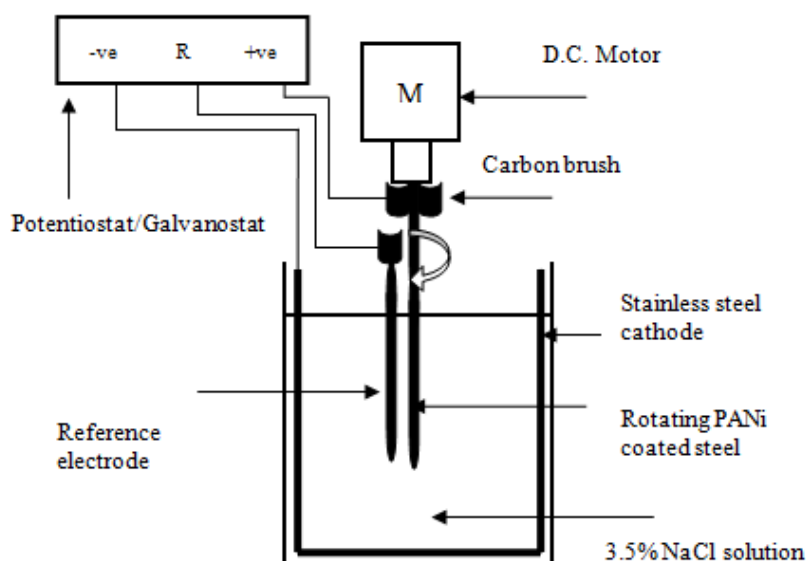 -ve R +ve
D.C. Motor
M
Carbon brush
Potentiostat/Galvanostat
Stainless steel
cathode
Reference
electrode
Rotating PANi
coated steel
3.5% NaCl solution